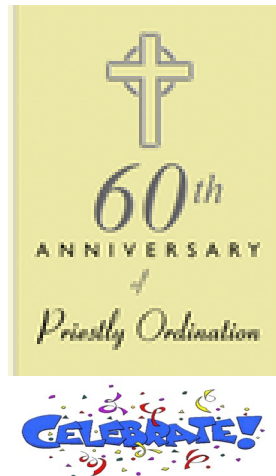 60th
ANNIVERSARY
of
Priestly Ordination
CELEBRATE!